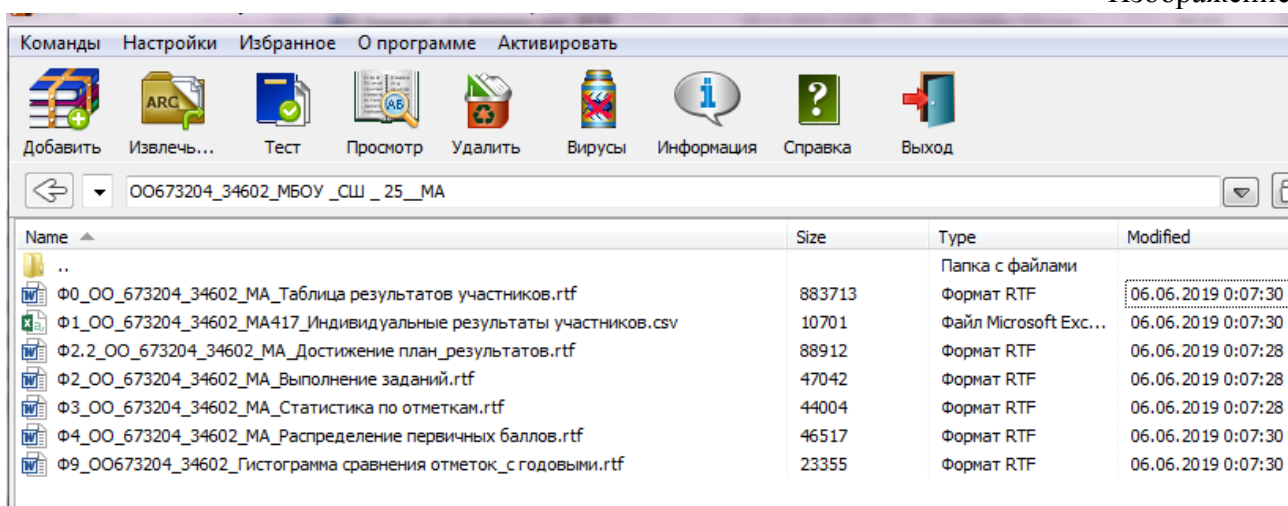 Изображение
Команды Настройки Избранное О программе Активировать
ARC АБ
Добавить Извлечь... Тест Просмотр Удалить Вирусы Информация Справка Выход
ОО673204_34602_МБОУ _СШ _ 25__МА
Name Size Type Modified
.. Папка с файлами
Ф0_ОО_673204_34602_МА_Таблица результатов участников.rtf 883713 Формат RTF 06.06.2019 0:07:30
Ф1_ОО_673204_34602_МА417_Индивидуальные результаты участников.csv 10701 Файл Microsoft Exc... 06.06.2019 0:07:30
Ф2.2_ОО_673204_34602_МА_Достижение план_результатов.rtf 88912 Формат RTF 06.06.2019 0:07:28
Ф2_ОО_673204_34602_МА_Выполнение заданий.rtf 47042 Формат RTF 06.06.2019 0:07:28
Ф3_ОО_673204_34602_МА_Статистика по отметкам.rtf 44004 Формат RTF 06.06.2019 0:07:28
Ф4_ОО_673204_34602_МА_Распределение первичных баллов.rtf 46517 Формат RTF 06.06.2019 0:07:30
Ф9_ОО673204_34602_Гистограмма сравнения отметок_с годовыми.rtf 23355 Формат RTF 06.06.2019 0:07:30